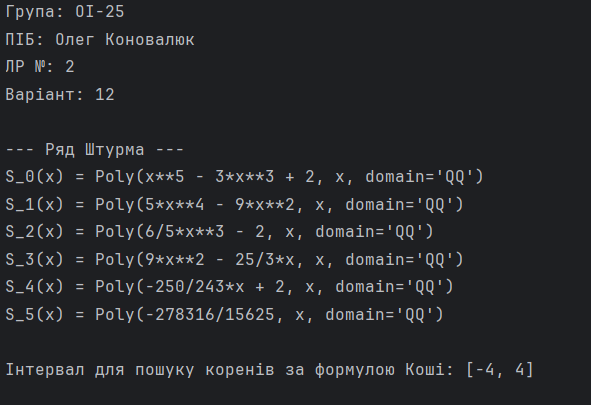 Група: ОІ-25
ПІБ: Олег Коновалюк
ЛР №: 2
Варіант: 12
--- Ряд Штурма ---
S_0(x) = Poly(x**5 - 3*x**3 + 2, x, domain='QQ')
S_1(x) = Poly(5*x**4 - 9*x**2, x, domain='QQ')
S_2(x) = Poly(6/5*x**3 - 2, x, domain='QQ')
S_3(x) = Poly(9*x**2 - 25/3*x, x, domain='QQ')
S_4(x) = Poly(-250/243*x + 2, x, domain='QQ')
S_5(x) = Poly(-278316/15625, x, domain='QQ')
Інтервал для пошуку коренів за формулою Коші: [-4, 4]